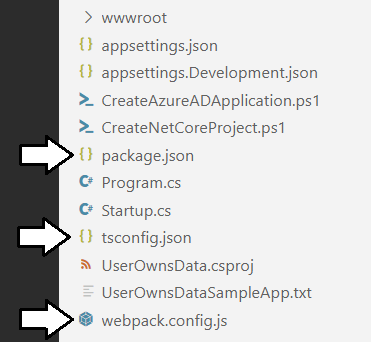 wwwroot
appsettings.json
appsettings.Development.json
CreateAzureADApplication.ps1
CreateNetCoreProject.ps1
package.json
Program.cs
Startup.cs
tsconfig.json
UserOwnsData.csproj
UserOwnsDataSampleApp.txt
webpack.config.js